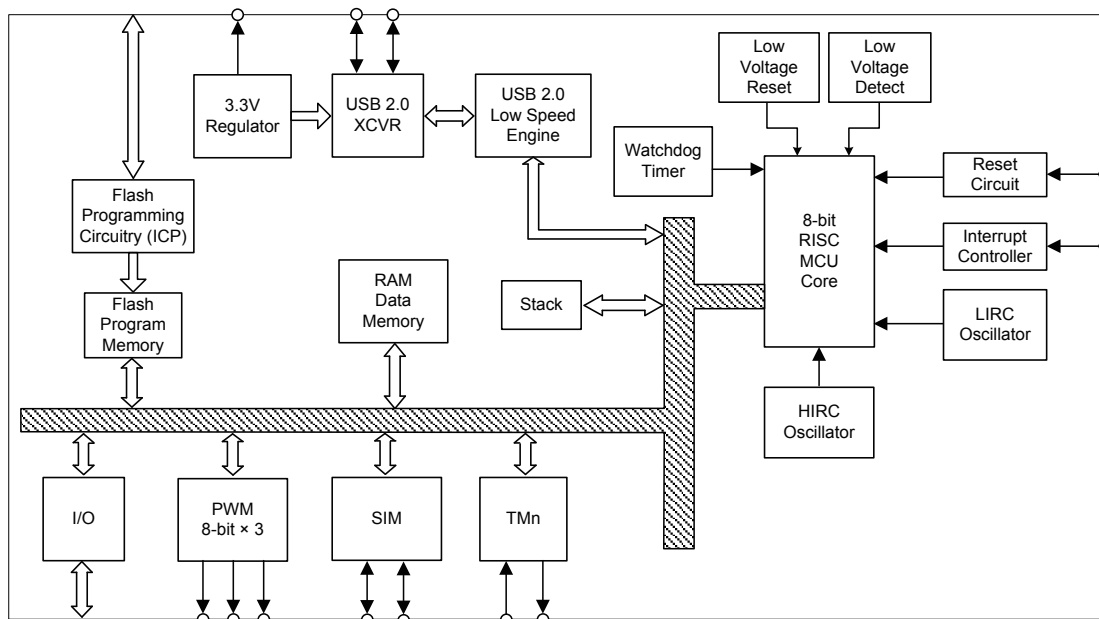 Low
Voltage
Reset
Low
Voltage
Detect
3.3V
Regulator
USB 2.0
XCVR
USB 2.0
Low Speed
Engine
Watchdog
Timer
Reset
Circuit
Flash
Programming
Circuitry (ICP)
8-bit
RISC
MCU
Core
Interrupt
Controller
RAM
Data
Memory
Stack
Flash
Program
Memory
LIRC
Oscillator
HIRC
Oscillator
I/O
PWM
8-bit × 3
SIM
TMn